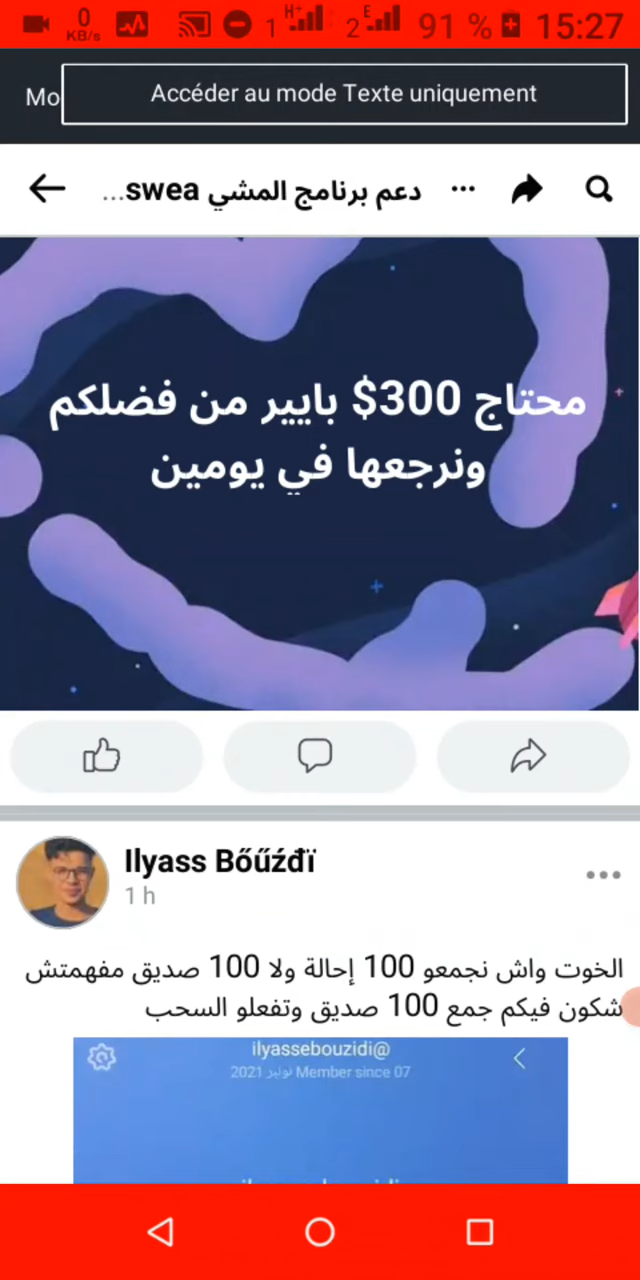 0 KB/s 1 H+ 2 E 91 % 15:27
Mo
Accéder au mode Texte uniquement
دعم برنامج المشي swea...
محتاج 300$ بايير من فضلكم
ونرجعها في يومين
Ilyass Bőűźđï
1 h
الخوت واش نجمعو 100 إحالة ولا 100 صديق مفهمتش
شكون فيكم جمع 100 صديق وتفعلو السحب
ilyassebouzidi@
Member since 07 نوفمبر 2021